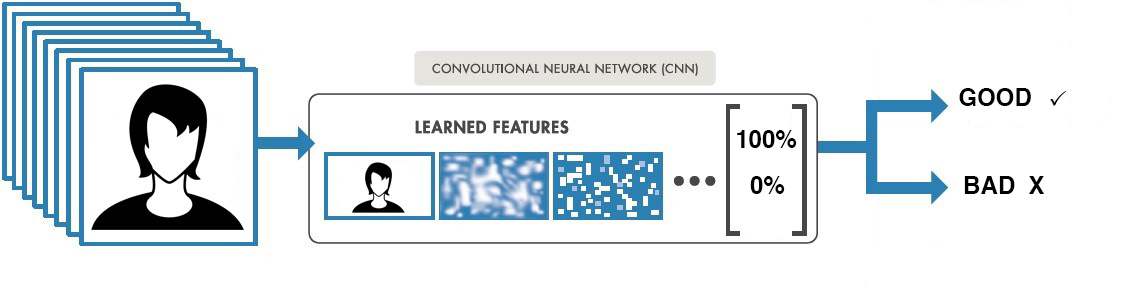 CONVOLUTIONAL NEURAL NETWORK (CNN)
LEARNED FEATURES
100%
0%
GOOD ✓
BAD X